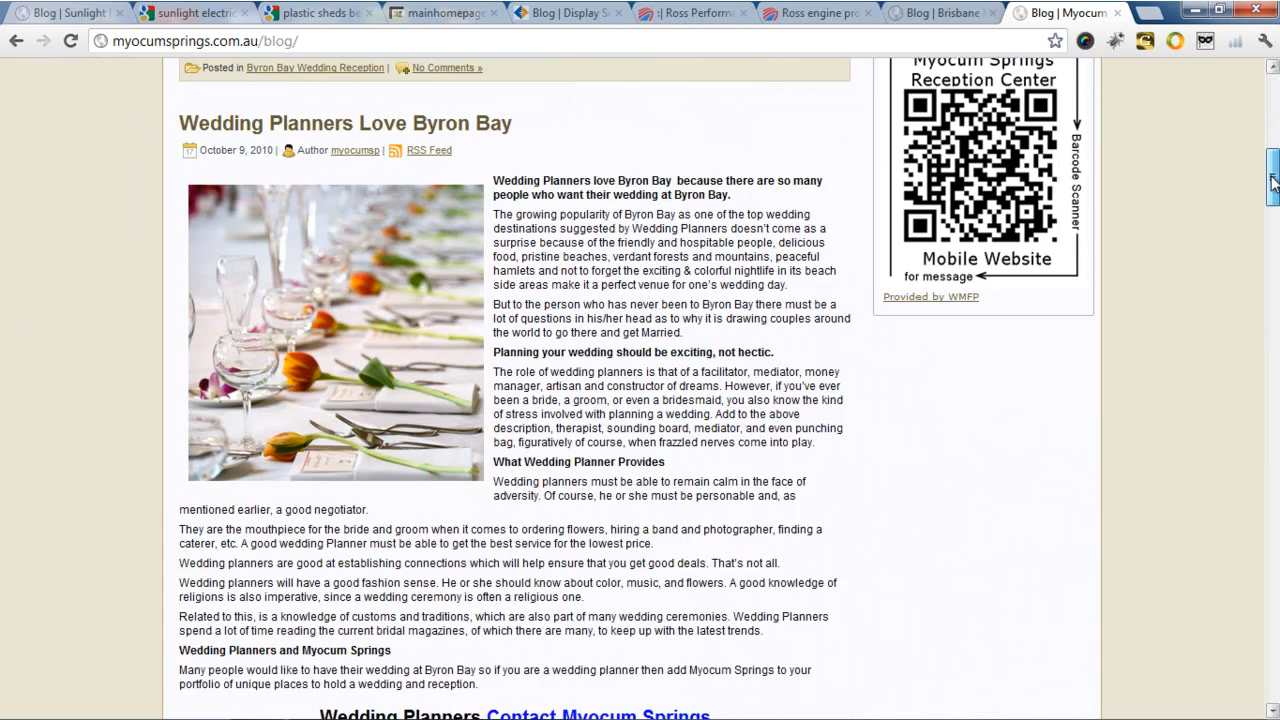 Blog | Sunlight
sunlight electric
plastic sheds be
mainhomepage
Blog | Display S
:| Ross Performa
Ross engine pro
Blog | Brisbane
Blog | Myocum
myocumsprings.com.au/blog/
Posted in Byron Bay Wedding Reception | No Comments »
Wedding Planners Love Byron Bay
October 9, 2010 | Author myocumsp | RSS Feed
Wedding Planners love Byron Bay because there are so many
people who want their wedding at Byron Bay.
The growing popularity of Byron Bay as one of the top wedding
destinations suggested by Wedding Planners doesn't come as a
surprise because of the friendly and hospitable people, delicious
food, pristine beaches, verdant forests and mountains, peaceful
hamlets and not to forget the exciting & colorful nightlife in its beach
side areas make it a perfect venue for one's wedding day.
But to the person who has never been to Byron Bay there must be a
lot of questions in his/her head as to why it is drawing couples around
the world to go there and get Married.
Planning your wedding should be exciting, not hectic.
The role of wedding planners is that of a facilitator, mediator, money
manager, artisan and constructor of dreams. However, if you've ever
been a bride, a groom, or even a bridesmaid, you also know the kind
of stress involved with planning a wedding. Add to the above
description, therapist, sounding board, mediator, and even punching
bag, figuratively of course, when frazzled nerves come into play.
What Wedding Planner Provides
Wedding planners must be able to remain calm in the face of
adversity. Of course, he or she must be personable and, as
mentioned earlier, a good negotiator.
They are the mouthpiece for the bride and groom when it comes to ordering flowers, hiring a band and photographer, finding a
caterer, etc. A good wedding Planner must be able to get the best service for the lowest price.
Wedding planners are good at establishing connections which will help ensure that you get good deals. That's not all.
Wedding planners will have a good fashion sense. He or she should know about color, music, and flowers. A good knowledge of
religions is also imperative, since a wedding ceremony is often a religious one.
Related to this, is a knowledge of customs and traditions, which are also part of many wedding ceremonies. Wedding Planners
spend a lot of time reading the current bridal magazines, of which there are many, to keep up with the latest trends.
Wedding Planners and Myocum Springs
Many people would like to have their wedding at Byron Bay so if you are a wedding planner then add Myocum Springs to your
portfolio of unique places to hold a wedding and reception.
Wedding Planners Contact Myocum Springs
Myocum Springs
Reception Center
Barcode Scanner
Mobile Website
for message
Provided by WMFP